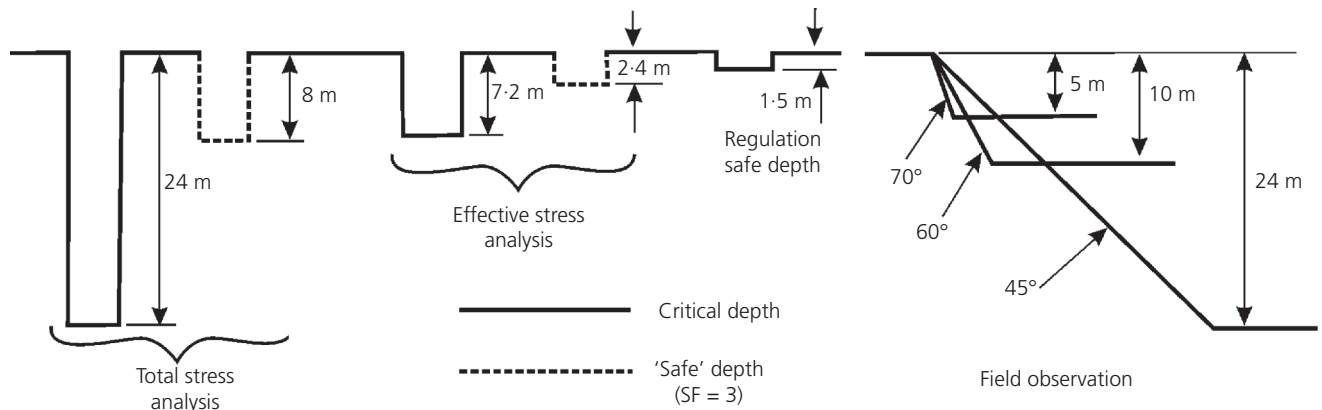 24 m
8 m
7·2 m
2·4 m
1·5 m
Regulation
safe depth
Total stress
analysis
Effective stress
analysis
Critical depth
'Safe' depth
(SF = 3)
5 m
10 m
24 m
70°
60°
45°
Field observation